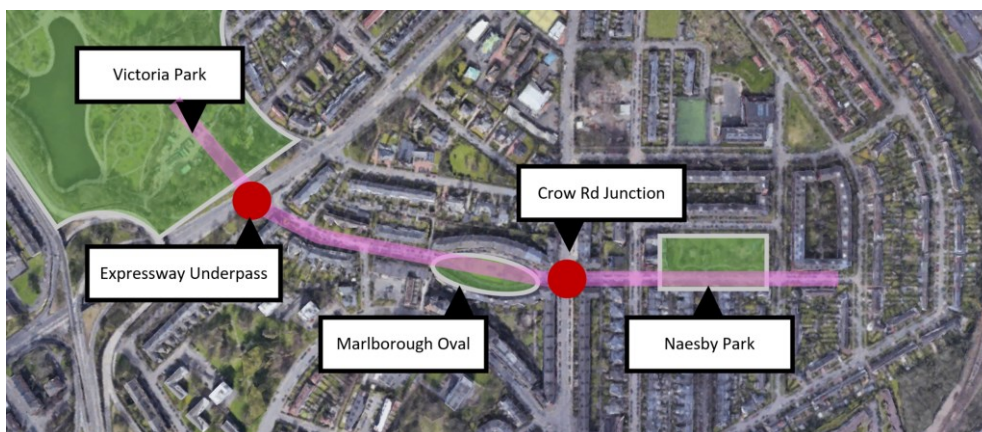 Victoria Park
Crow Rd Junction
Expressway Underpass
Marlborough Oval
Naesby Park